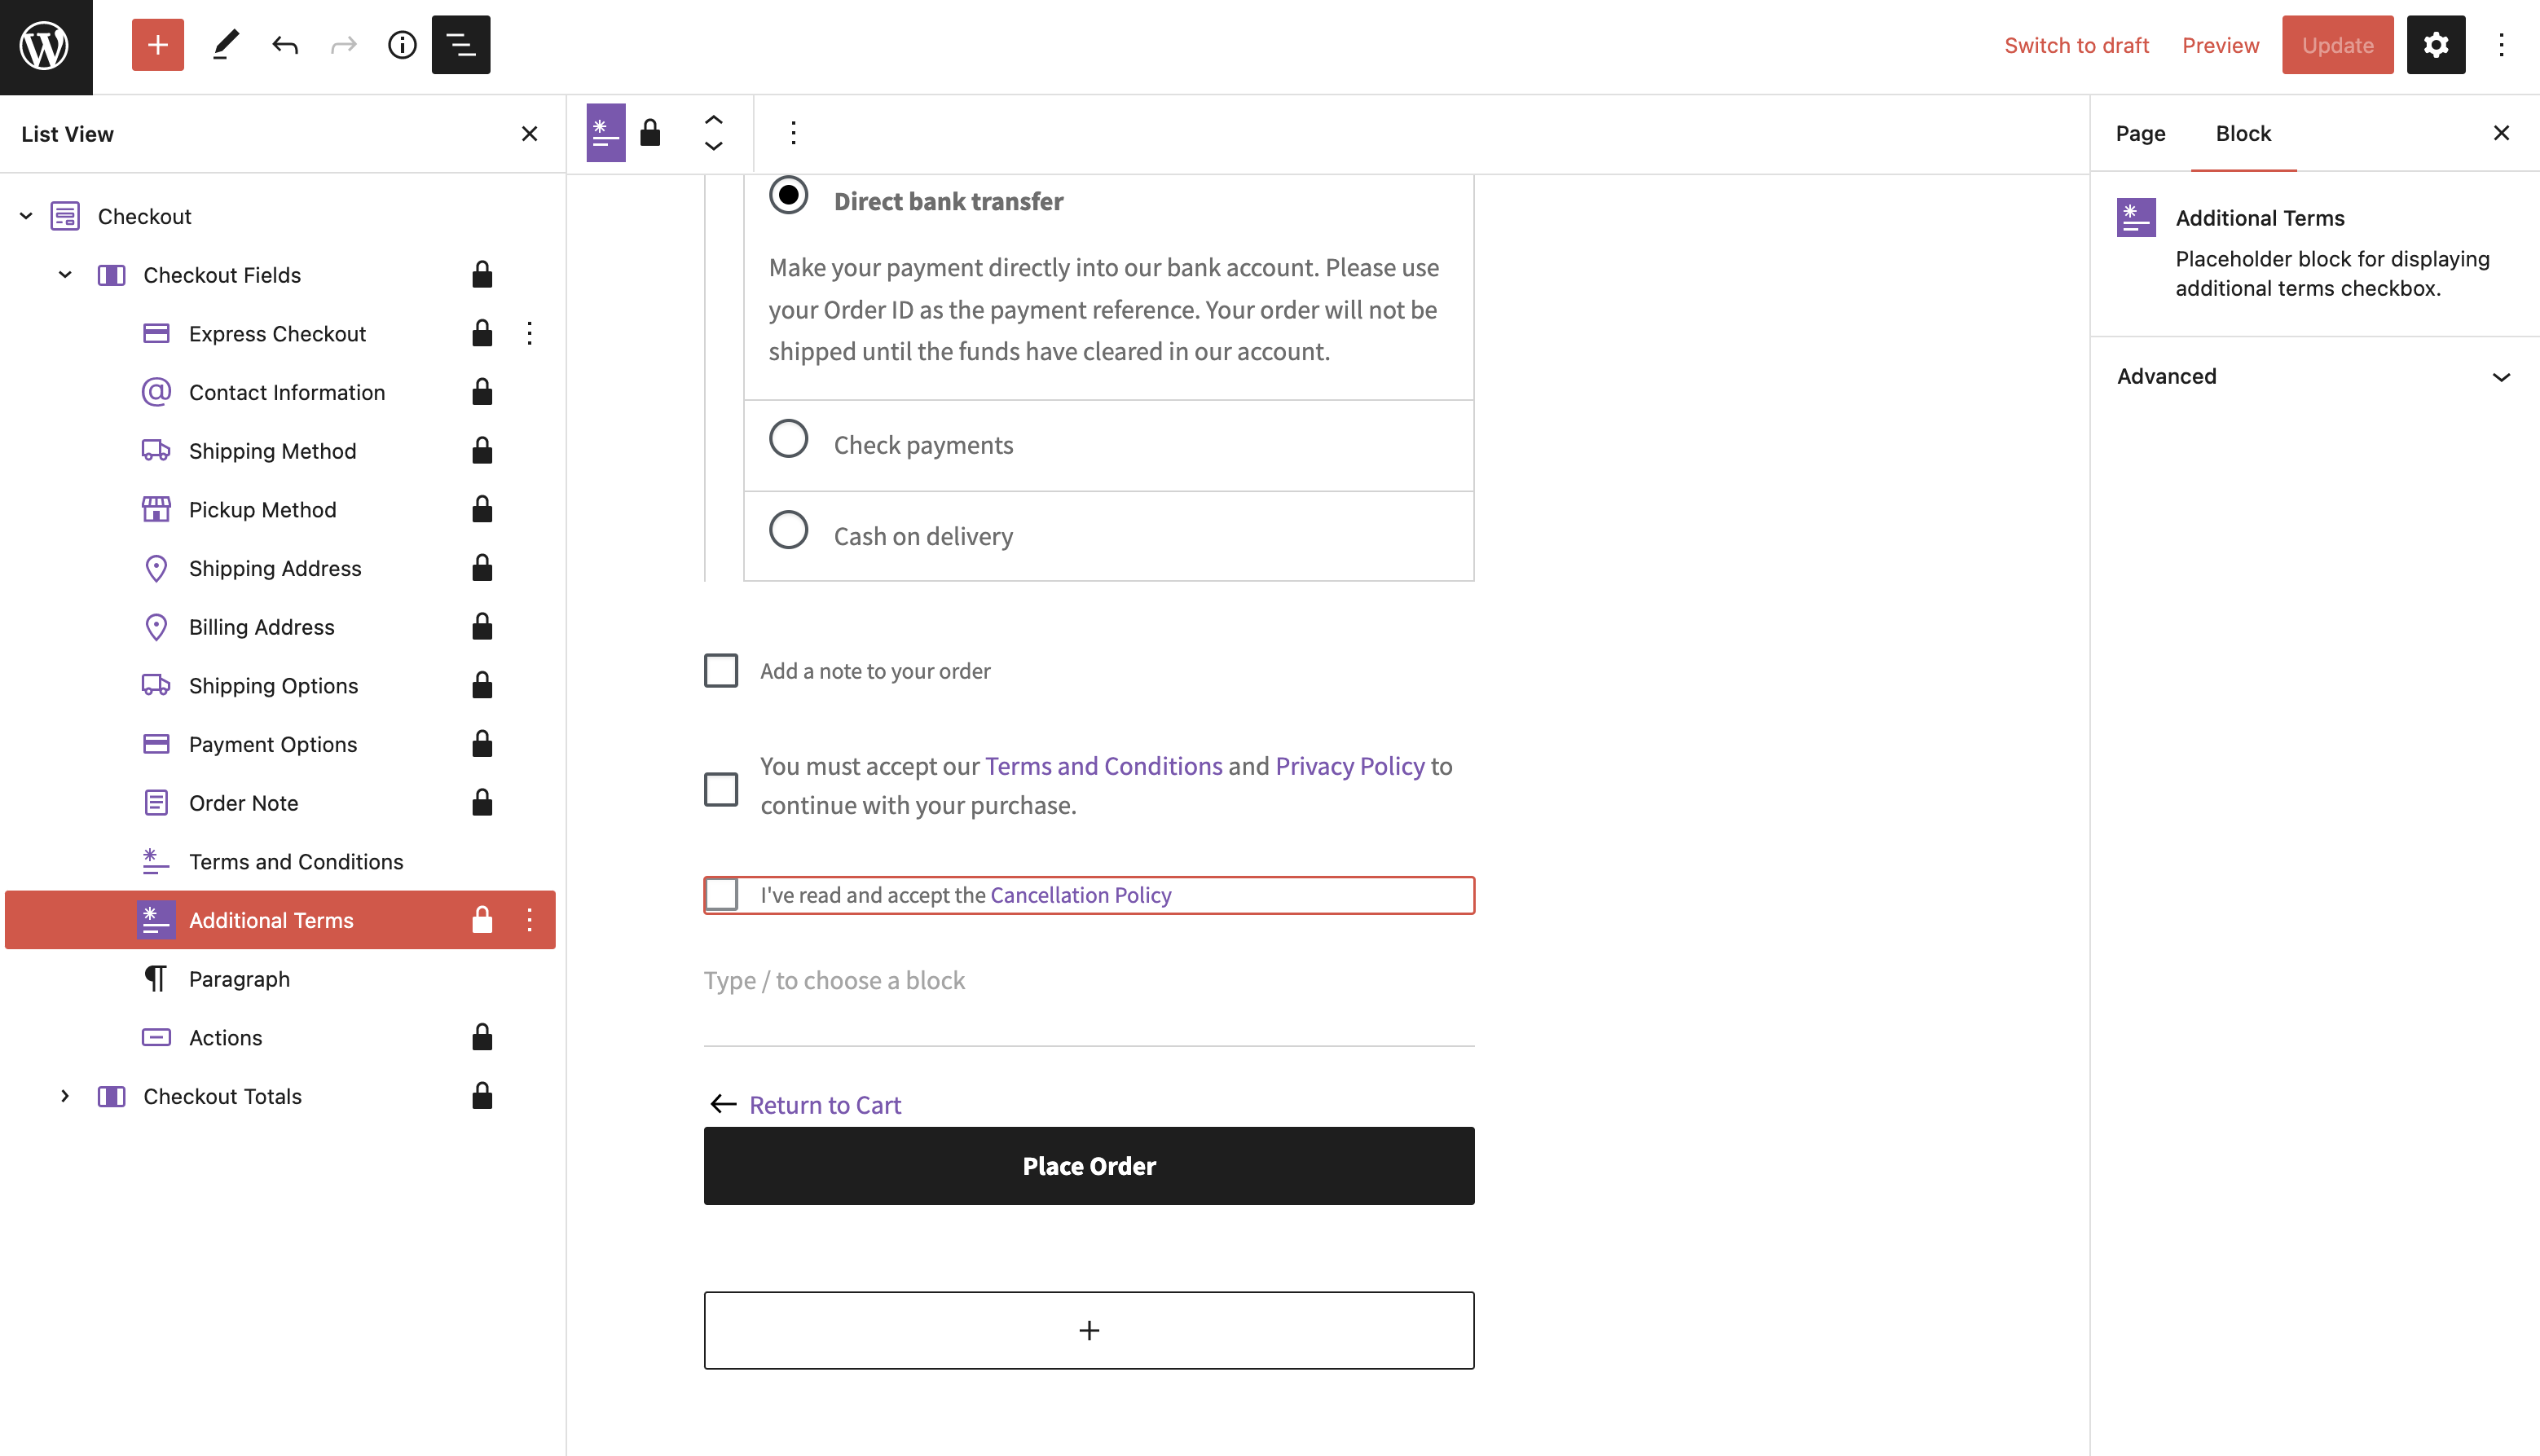 Switch to draft
Preview
Update
List View
Checkout
Checkout Fields
Express Checkout
Contact Information
Shipping Method
Pickup Method
Shipping Address
Billing Address
Shipping Options
Payment Options
Order Note
Terms and Conditions
Additional Terms
Paragraph
Actions
Checkout Totals
Direct bank transfer
Make your payment directly into our bank account. Please use
your Order ID as the payment reference. Your order will not be
shipped until the funds have cleared in our account.
Check payments
Cash on delivery
Add a note to your order
You must accept our Terms and Conditions and Privacy Policy to
continue with your purchase.
I've read and accept the Cancellation Policy
Type / to choose a block
Return to Cart
Place Order
Page
Block
Additional Terms
Placeholder block for displaying
additional terms checkbox.
Advanced